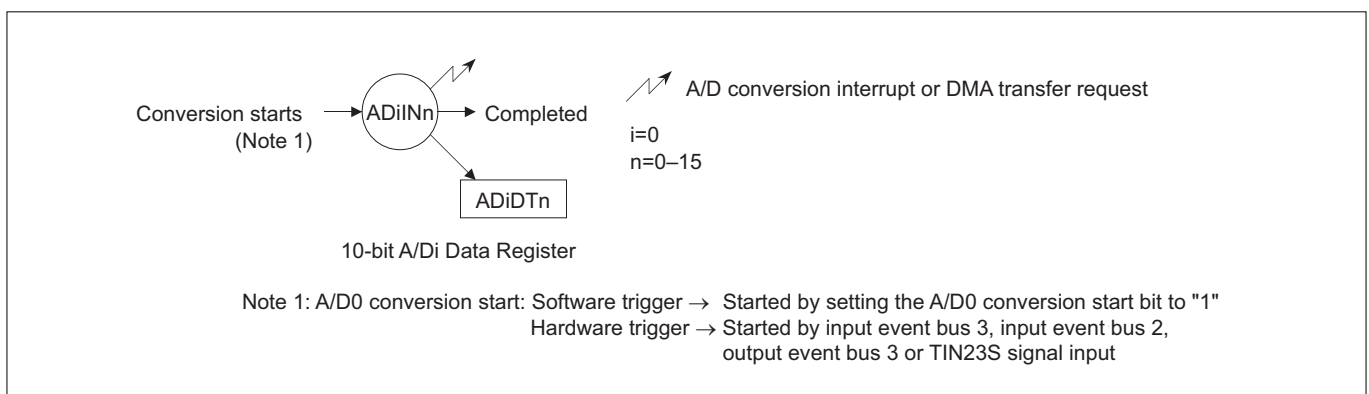 Conversion starts
(Note 1)
ADiINn
Completed
ADiDTn
10-bit A/Di Data Register
A/D conversion interrupt or DMA transfer request
i=0
n=0–15
Note 1: A/D0 conversion start: Software trigger → Started by setting the A/D0 conversion start bit to "1"
Hardware trigger → Started by input event bus 3, input event bus 2,
output event bus 3 or TIN23S signal input